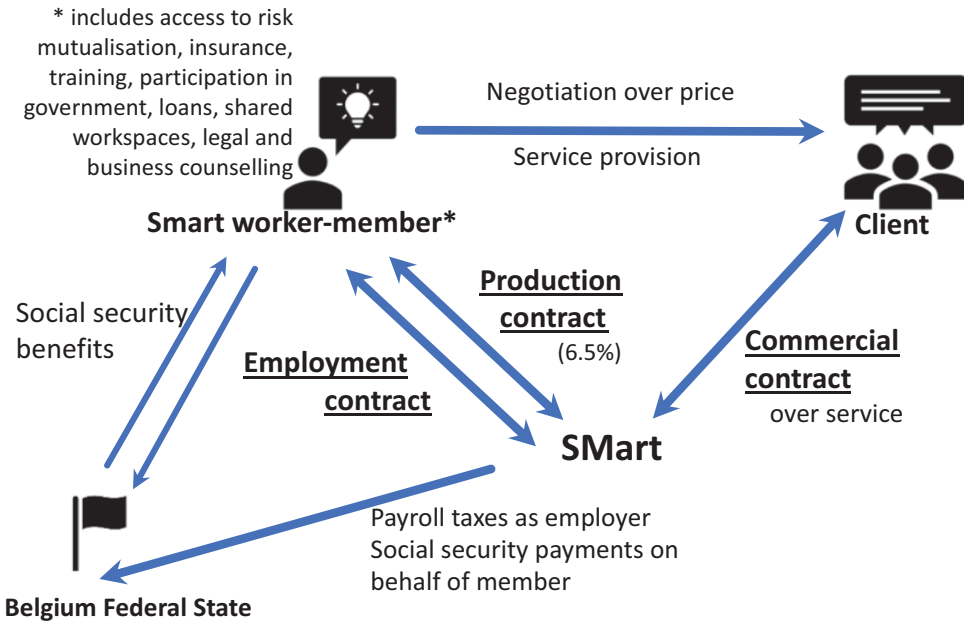 * includes access to risk
mutualisation, insurance,
training, participation in
government, loans, shared
workspaces, legal and
business counselling
Negotiation over price
Service provision
Smart worker-member*
Client
Social security
benefits
Production
contract
(6.5%)
Employment
contract
Commercial
contract
over service
SMart
Payroll taxes as employer
Social security payments on
behalf of member
Belgium Federal State